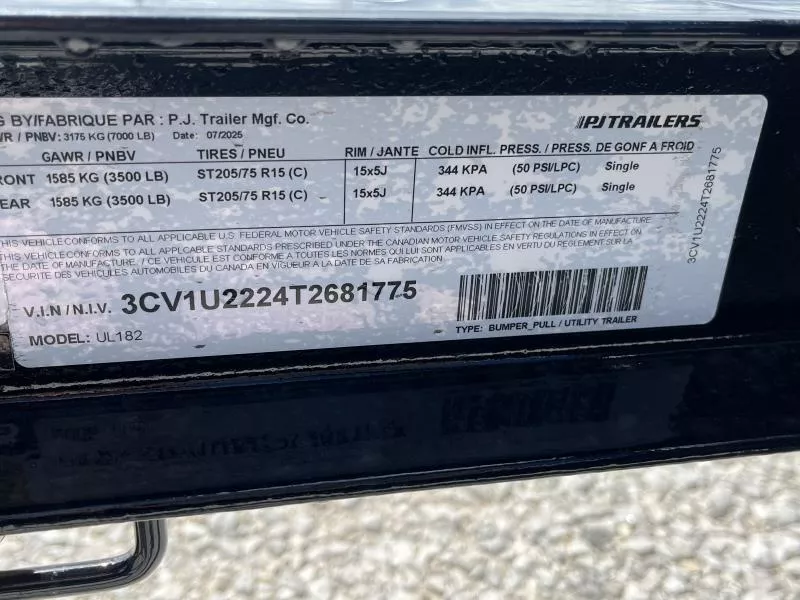 G BY/FABRIQUE PAR : P.J. Trailer Mfg. Co.
PJTRAILERS
WR / PNBV: 3175 KG (7000 LB) Date: 07/2025
GAWR / PNBV TIRES / PNEU RIM / JANTE COLD INFL. PRESS. / PRESS. DE GONF A FROID
RONT 1585 KG (3500 LB) ST205/75 R15 (C) 15x5J 344 KPA (50 PSI/LPC) Single
EAR 1585 KG (3500 LB) ST205/75 R15 (C) 15x5J 344 KPA (50 PSI/LPC) Single
THIS VEHICLE CONFORMS TO ALL APPLICABLE U.S. FEDERAL MOTOR VEHICLE SAFETY STANDARDS (FMVSS) IN EFFECT ON THE DATE OF MANUFACTURE
THIS VEHICLE CONFORMS TO ALL APPLICABLE STANDARDS PRESCRIBED UNDER THE CANADIAN MOTOR VEHICLE SAFETY REGULATIONS IN EFFECT ON
THE DATE OF MANUFACTURE. / CE VEHICULE EST CONFORME A TOUTES LES NORMES QUI LUI SONT APPLICABLES EN VERTU DU REGLEMENT SUR LA
SECURITE DES VEHICULES AUTOMOBILES DU CANADA EN VIGUEUR A LA DATE DE SA FABRICATION
V.I.N / N.I.V. 3CV1U2224T2681775
MODEL: UL182
TYPE: BUMPER_PULL / UTILITY TRAILER
3CV1U2224T2681775